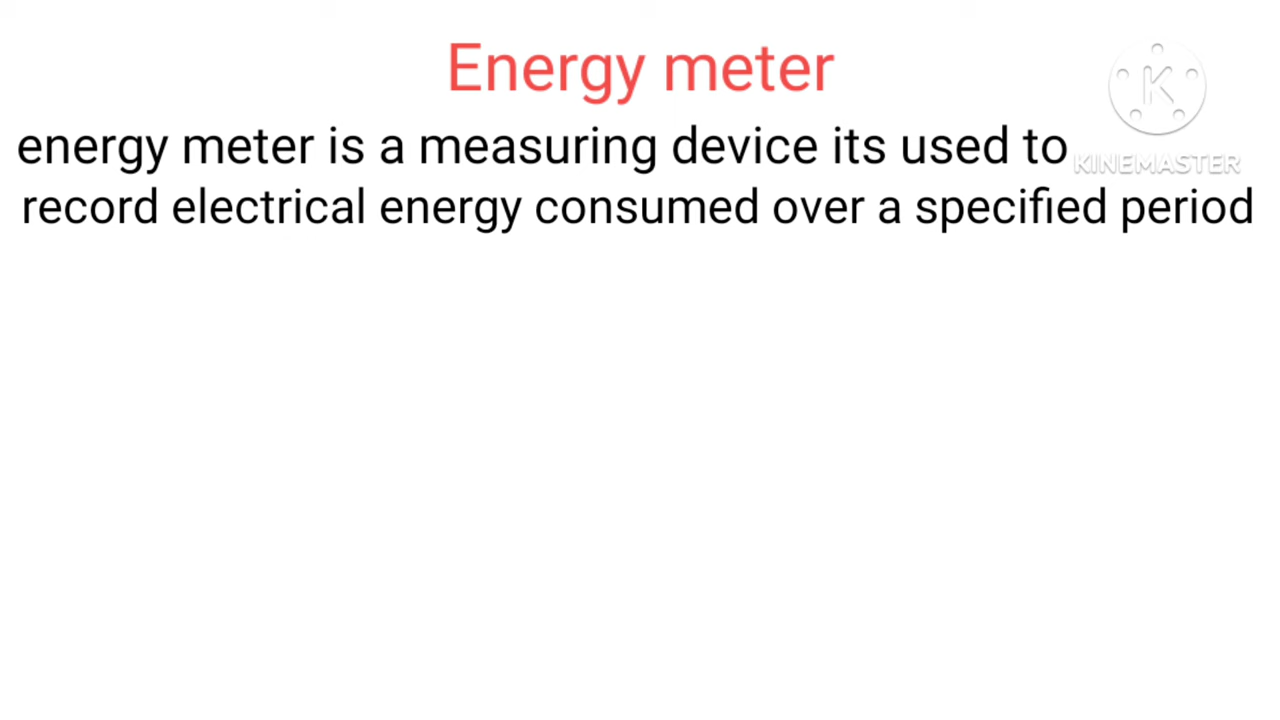 Energy meter
K
energy meter is a measuring device its used to
KINEMASTER
record electrical energy consumed over a specified period